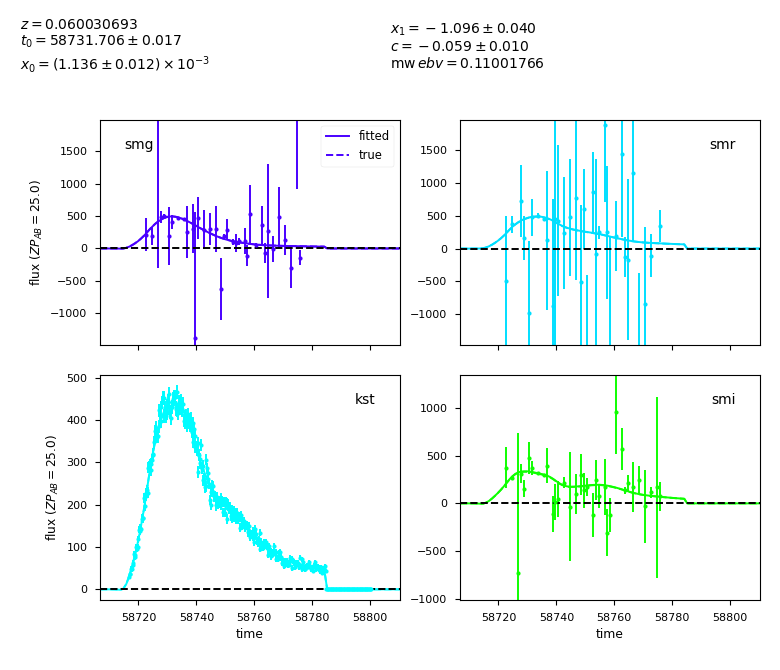 z = 0.060030693
t₀ = 58731.706 ± 0.017
x₀ = (1.136 ± 0.012) × 10⁻³
x₁ = −1.096 ± 0.040
c = −0.059 ± 0.010
mw ebv = 0.11001766
smg
fitted
true
1500
1000
500
0
−500
−1000
flux (ZP_AB = 25.0)
smr
1500
1000
500
0
−500
−1000
kst
500
400
300
200
100
0
flux (ZP_AB = 25.0)
58720 58740 58760 58780 58800
time
smi
1000
500
0
−500
−1000
58720 58740 58760 58780 58800
time